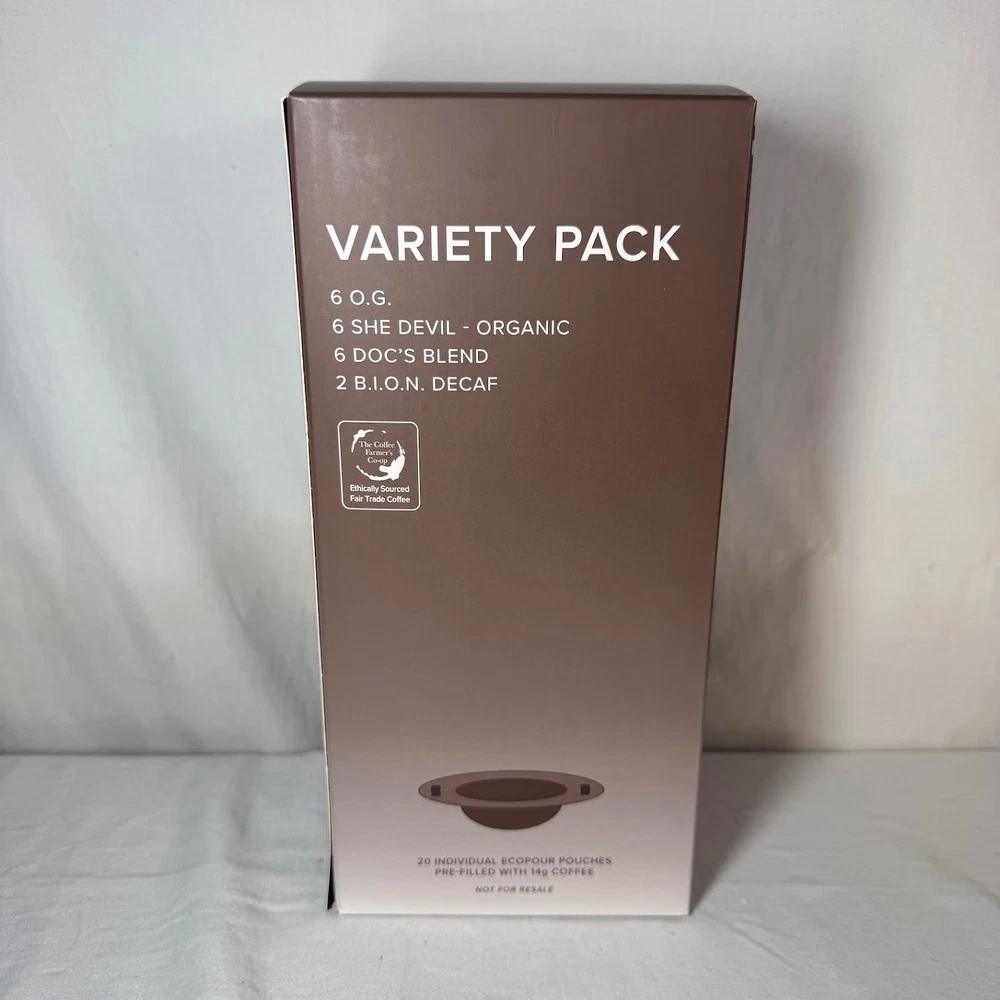 VARIETY PACK
6 O.G.
6 SHE DEVIL - ORGANIC
6 DOC'S BLEND
2 B.I.O.N. DECAF
The Coffee
Farmer's
Co-op
Ethically Sourced
Fair Trade Coffee
20 INDIVIDUAL ECOPOUR POUCHES
PRE-FILLED WITH 14g COFFEE
NOT FOR RESALE